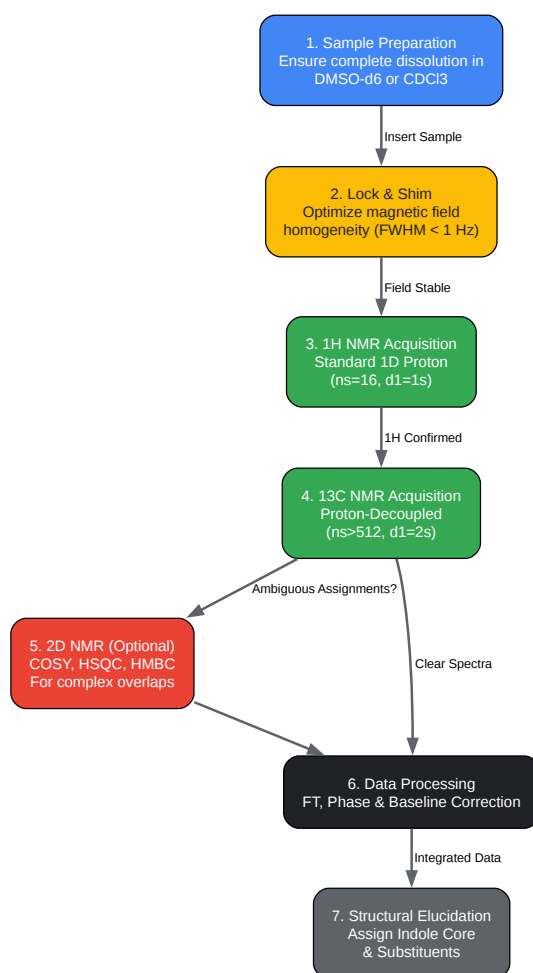 1. Sample Preparation
Ensure complete dissolution in
DMSO-d6 or CDCl3
Insert Sample
2. Lock & Shim
Optimize magnetic field
homogeneity (FWHM < 1 Hz)
Field Stable
3. 1H NMR Acquisition
Standard 1D Proton
(ns=16, d1=1s)
1H Confirmed
4. 13C NMR Acquisition
Proton-Decoupled
(ns>512, d1=2s)
Ambiguous Assignments?
5. 2D NMR (Optional)
COSY, HSQC, HMBC
For complex overlaps
Clear Spectra
6. Data Processing
FT, Phase & Baseline Correction
Integrated Data
7. Structural Elucidation
Assign Indole Core
& Substituents